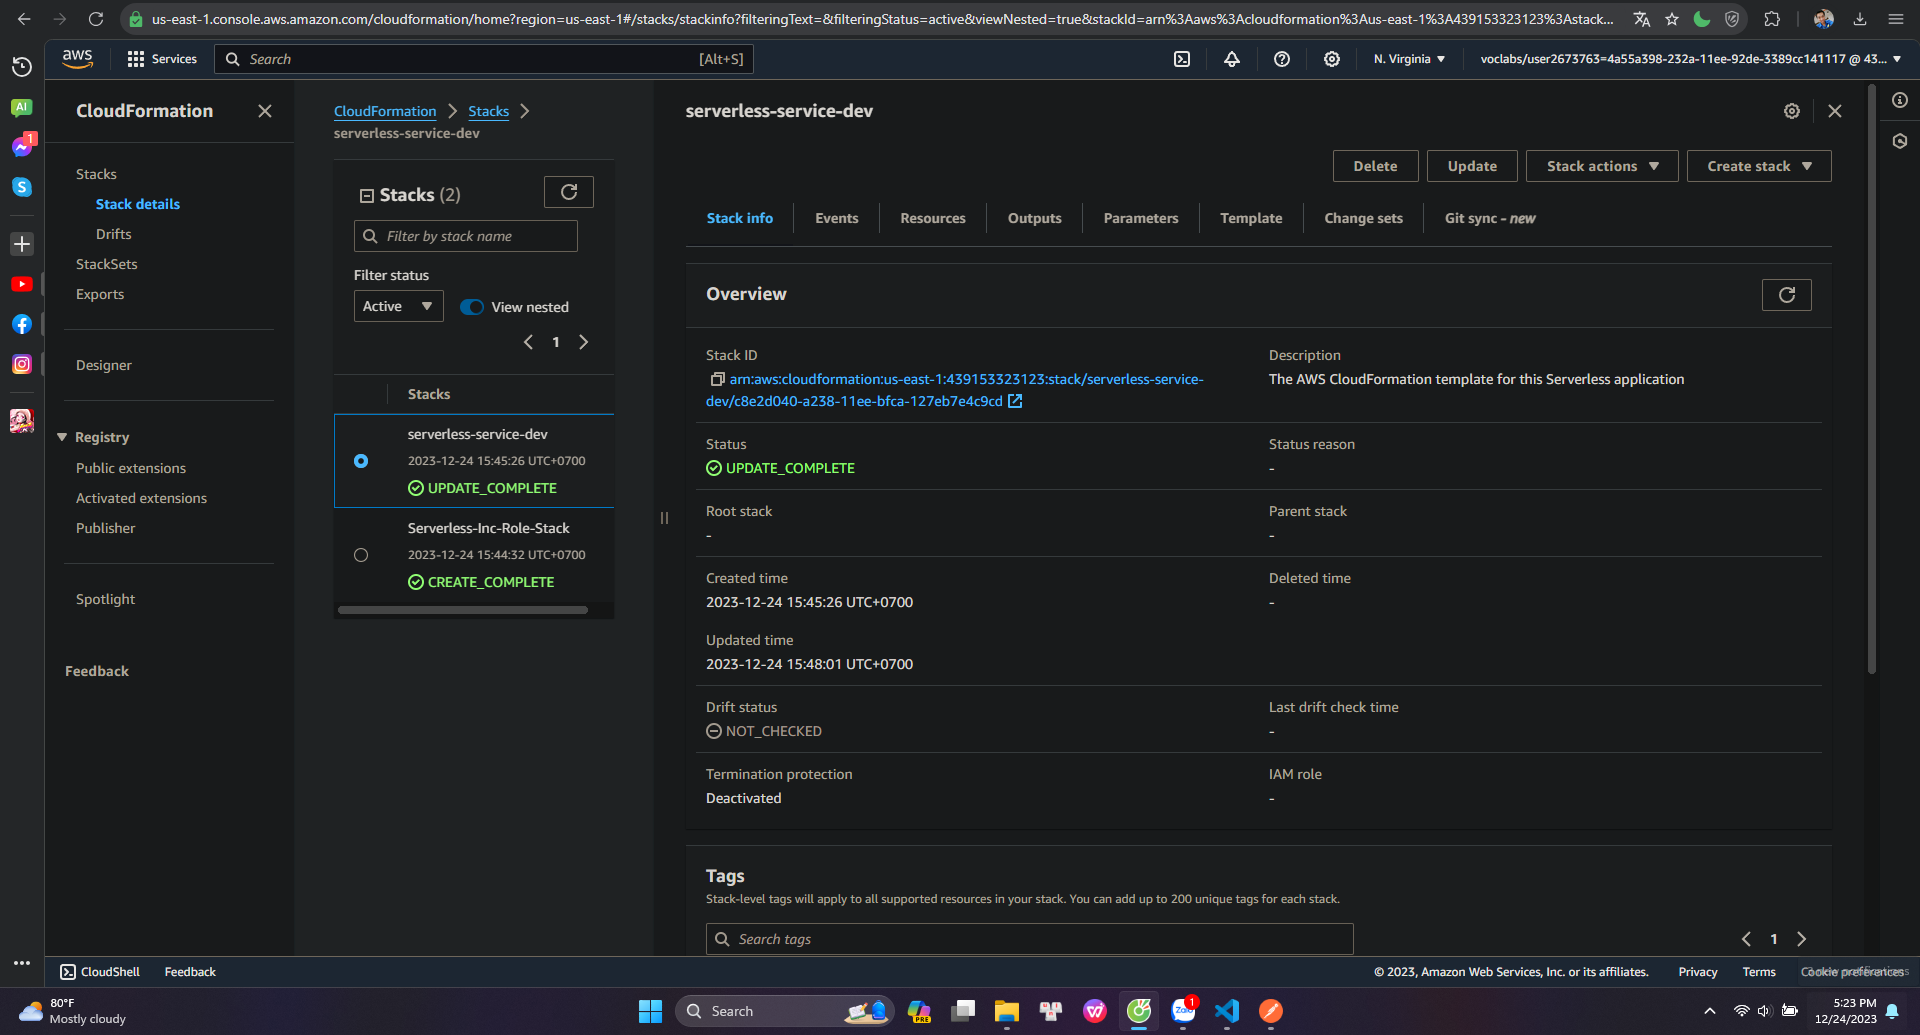 us-east-1.console.aws.amazon.com/cloudformation/home?region=us-east-1#/stacks/stackinfo?filteringText=&filteringStatus=active&viewNested=true&stackId=arn%3Aaws%3Acloudformation%3Aus-east-1%3A439153323123%3Astack...
aws
Services
Search
[Alt+S]
N. Virginia
voclabs/user2673763=4a55a398-232a-11ee-92de-3389cc141117 @ 43...
AI
1
S
CloudFormation
Stacks
Stack details
Drifts
StackSets
Exports
Designer
Registry
Public extensions
Activated extensions
Publisher
Spotlight
Feedback
CloudFormation
Stacks
serverless-service-dev
Stacks (2)
Filter by stack name
Filter status
Active
View nested
1
Stacks
serverless-service-dev
2023-12-24 15:45:26 UTC+0700
UPDATE_COMPLETE
Serverless-Inc-Role-Stack
2023-12-24 15:44:32 UTC+0700
CREATE_COMPLETE
serverless-service-dev
Delete
Update
Stack actions
Create stack
Stack info
Events
Resources
Outputs
Parameters
Template
Change sets
Git sync - new
Overview
Stack ID
arn:aws:cloudformation:us-east-1:439153323123:stack/serverless-service-
dev/c8e2d040-a238-11ee-bfca-127eb7e4c9cd
Description
The AWS CloudFormation template for this Serverless application
Status
UPDATE_COMPLETE
Status reason
-
Root stack
-
Parent stack
-
Created time
2023-12-24 15:45:26 UTC+0700
Deleted time
-
Updated time
2023-12-24 15:48:01 UTC+0700
Drift status
NOT_CHECKED
Last drift check time
-
Termination protection
Deactivated
IAM role
-
Tags
Stack-level tags will apply to all supported resources in your stack. You can add up to 200 unique tags for each stack.
Search tags
1
CloudShell
Feedback
© 2023, Amazon Web Services, Inc. or its affiliates.
Privacy
Terms
Cookie preferences
80°F
Mostly cloudy
Search
PRE
Zalo
1
5:23 PM
12/24/2023